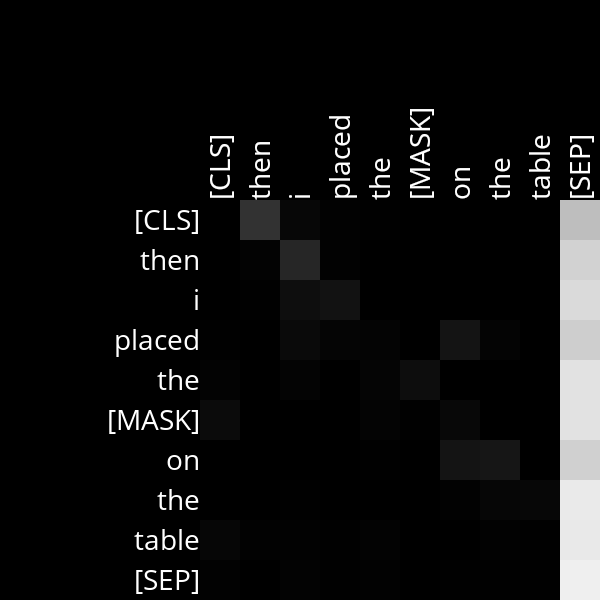 [CLS] then i placed the [MASK] on the table [SEP]
[CLS]
then
i
placed
the
[MASK]
on
the
table
[SEP]